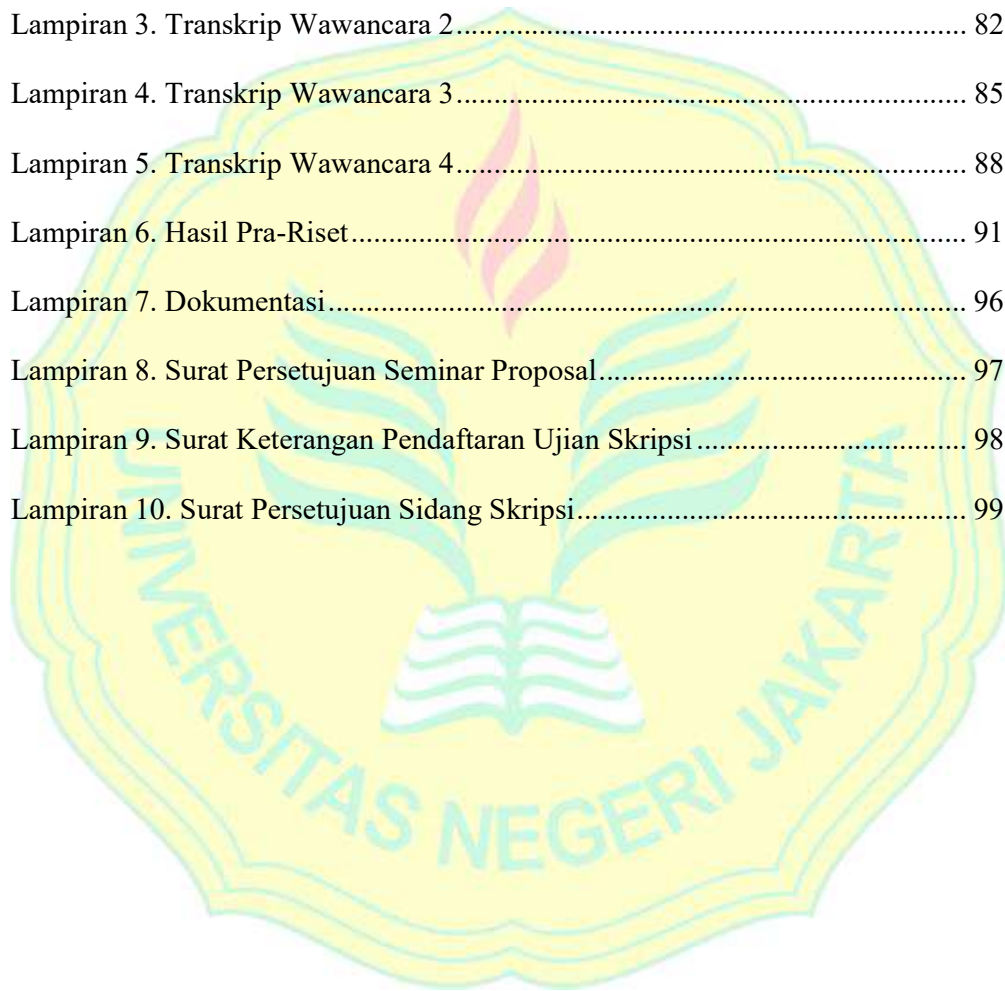 Lampiran 3. Transkrip Wawancara 2........................................................................ 82
Lampiran 4. Transkrip Wawancara 3........................................................................ 85
Lampiran 5. Transkrip Wawancara 4........................................................................ 88
Lampiran 6. Hasil Pra-Riset...................................................................................... 91
Lampiran 7. Dokumentasi......................................................................................... 96
Lampiran 8. Surat Persetujuan Seminar Proposal..................................................... 97
Lampiran 9. Surat Keterangan Pendaftaran Ujian Skripsi........................................ 98
Lampiran 10. Surat Persetujuan Sidang Skripsi........................................................ 99
UNIVERSITAS NEGERI JAKARTA